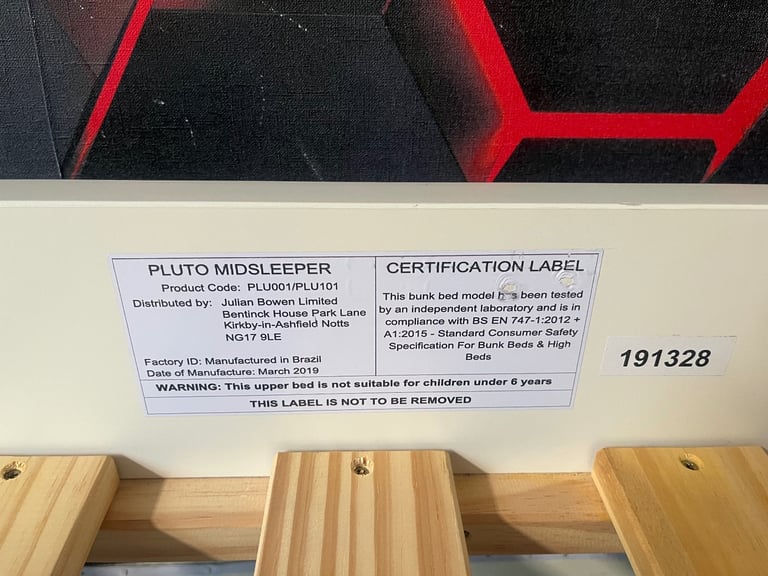 PLUTO MIDSLEEPER
Product Code: PLU001/PLU101
Distributed by: Julian Bowen Limited
Bentinck House Park Lane
Kirkby-in-Ashfield Notts
NG17 9LE
Factory ID: Manufactured in Brazil
Date of Manufacture: March 2019
CERTIFICATION LABEL
This bunk bed model has been tested
by an independent laboratory and is in
compliance with BS EN 747-1:2012 +
A1:2015 - Standard Consumer Safety
Specification For Bunk Beds & High
Beds
WARNING: This upper bed is not suitable for children under 6 years
THIS LABEL IS NOT TO BE REMOVED
191328